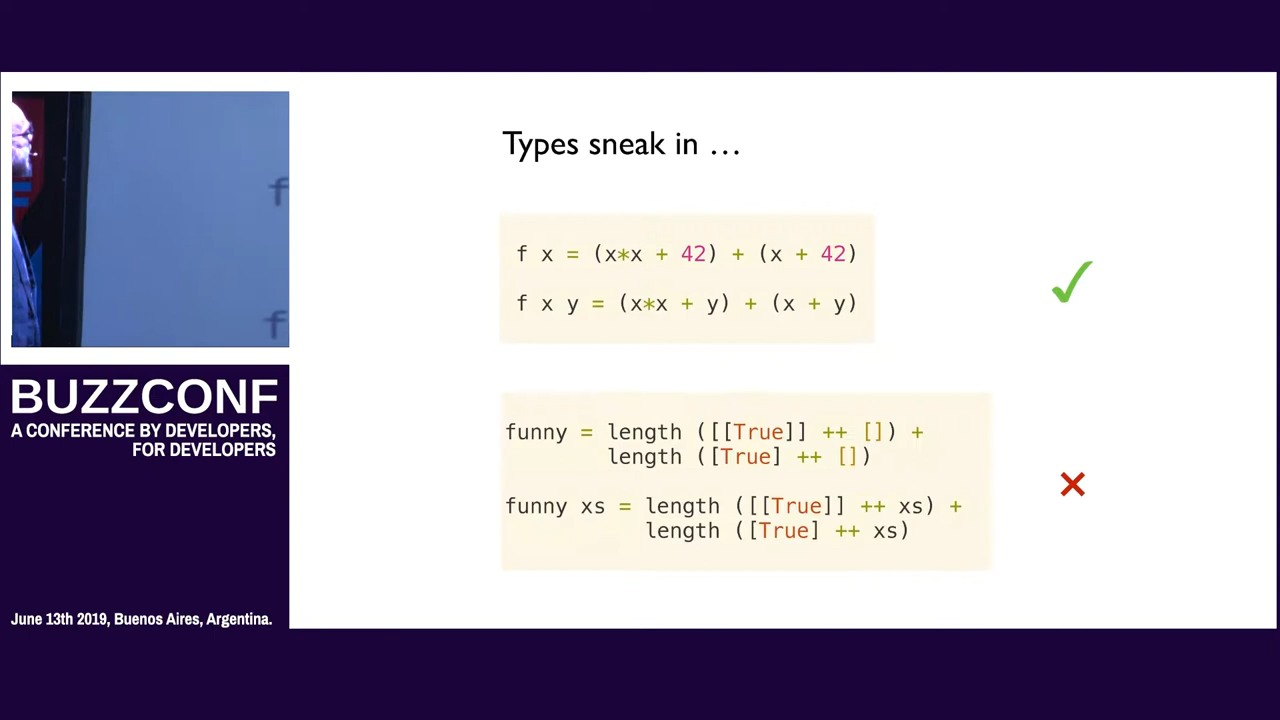 Types sneak in …
f x = (x*x + 42) + (x + 42)
f x y = (x*x + y) + (x + y)
funny = length ([[True]] ++ []) +
length ([True] ++ [])
funny xs = length ([[True]] ++ xs) +
length ([True] ++ xs)
f
f
BUZZCONF
A CONFERENCE BY DEVELOPERS,
FOR DEVELOPERS
June 13th 2019, Buenos Aires, Argentina.